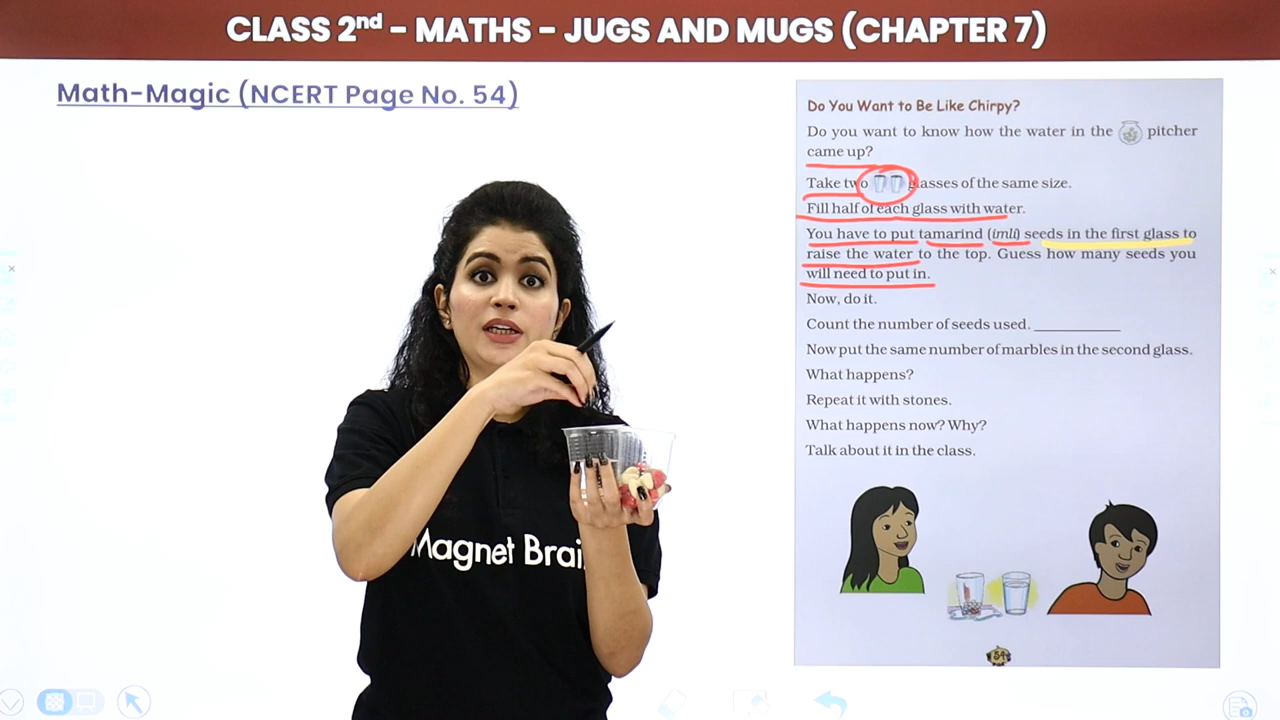 CLASS 2nd - MATHS - JUGS AND MUGS (CHAPTER 7)
Math-Magic (NCERT Page No. 54)
Do You Want to Be Like Chirpy?
Do you want to know how the water in the pitcher
came up?
Take two glasses of the same size.
Fill half of each glass with water.
You have to put tamarind (imli) seeds in the first glass to
raise the water to the top. Guess how many seeds you
will need to put in.
Now, do it.
Count the number of seeds used. ____________
Now put the same number of marbles in the second glass.
What happens?
Repeat it with stones.
What happens now? Why?
Talk about it in the class.
Magnet Brai
54